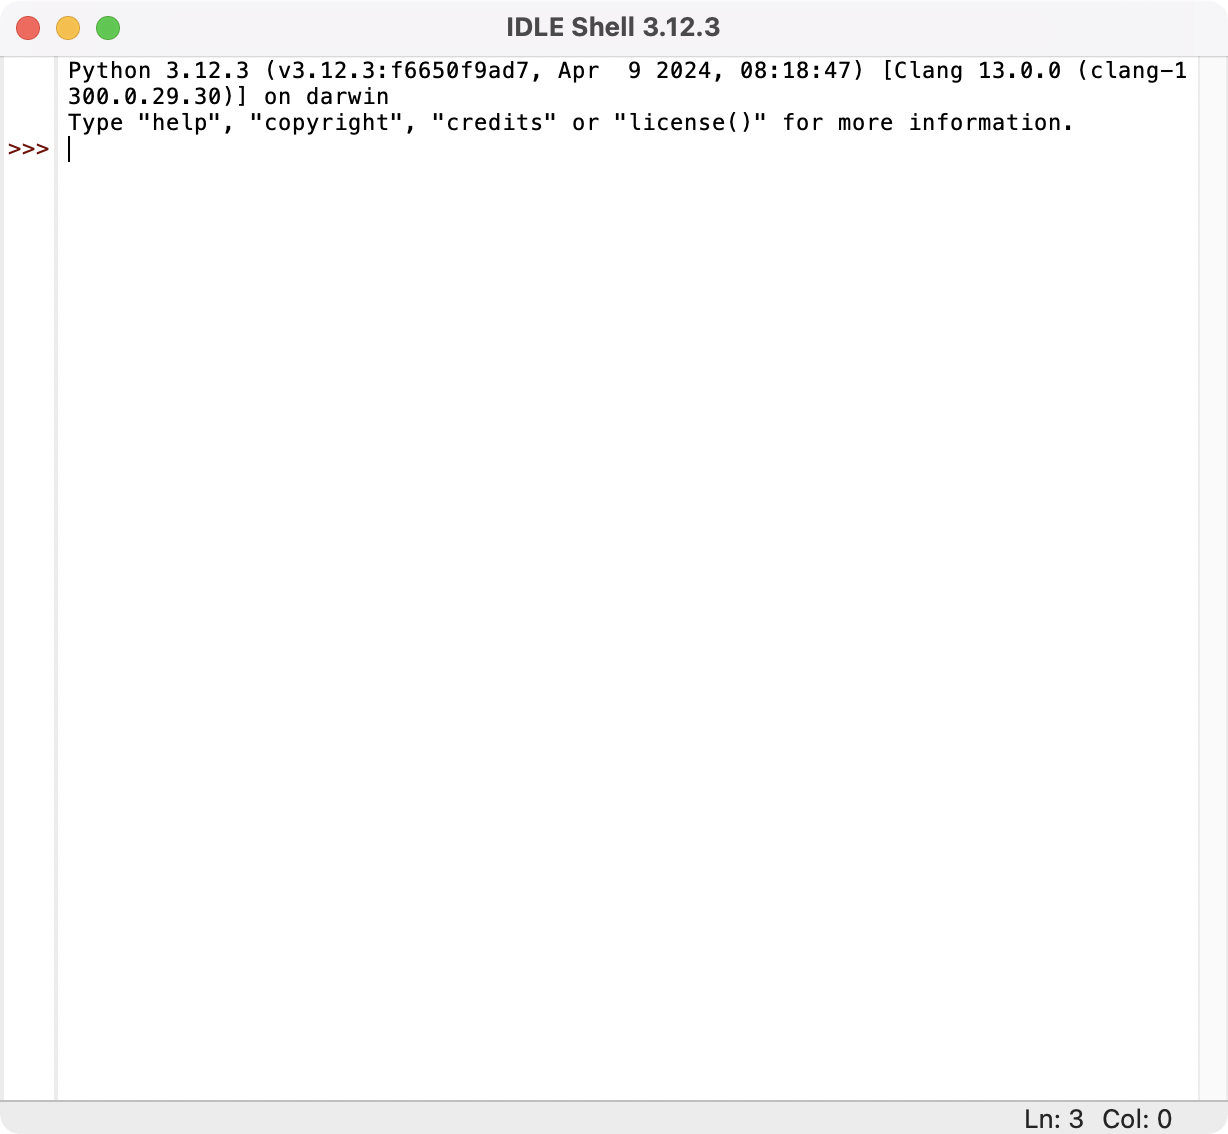 IDLE Shell 3.12.3
Python 3.12.3 (v3.12.3:f6650f9ad7, Apr  9 2024, 08:18:47) [Clang 13.0.0 (clang-1
300.0.29.30)] on darwin
Type "help", "copyright", "credits" or "license()" for more information.
>>>
Ln: 3  Col: 0